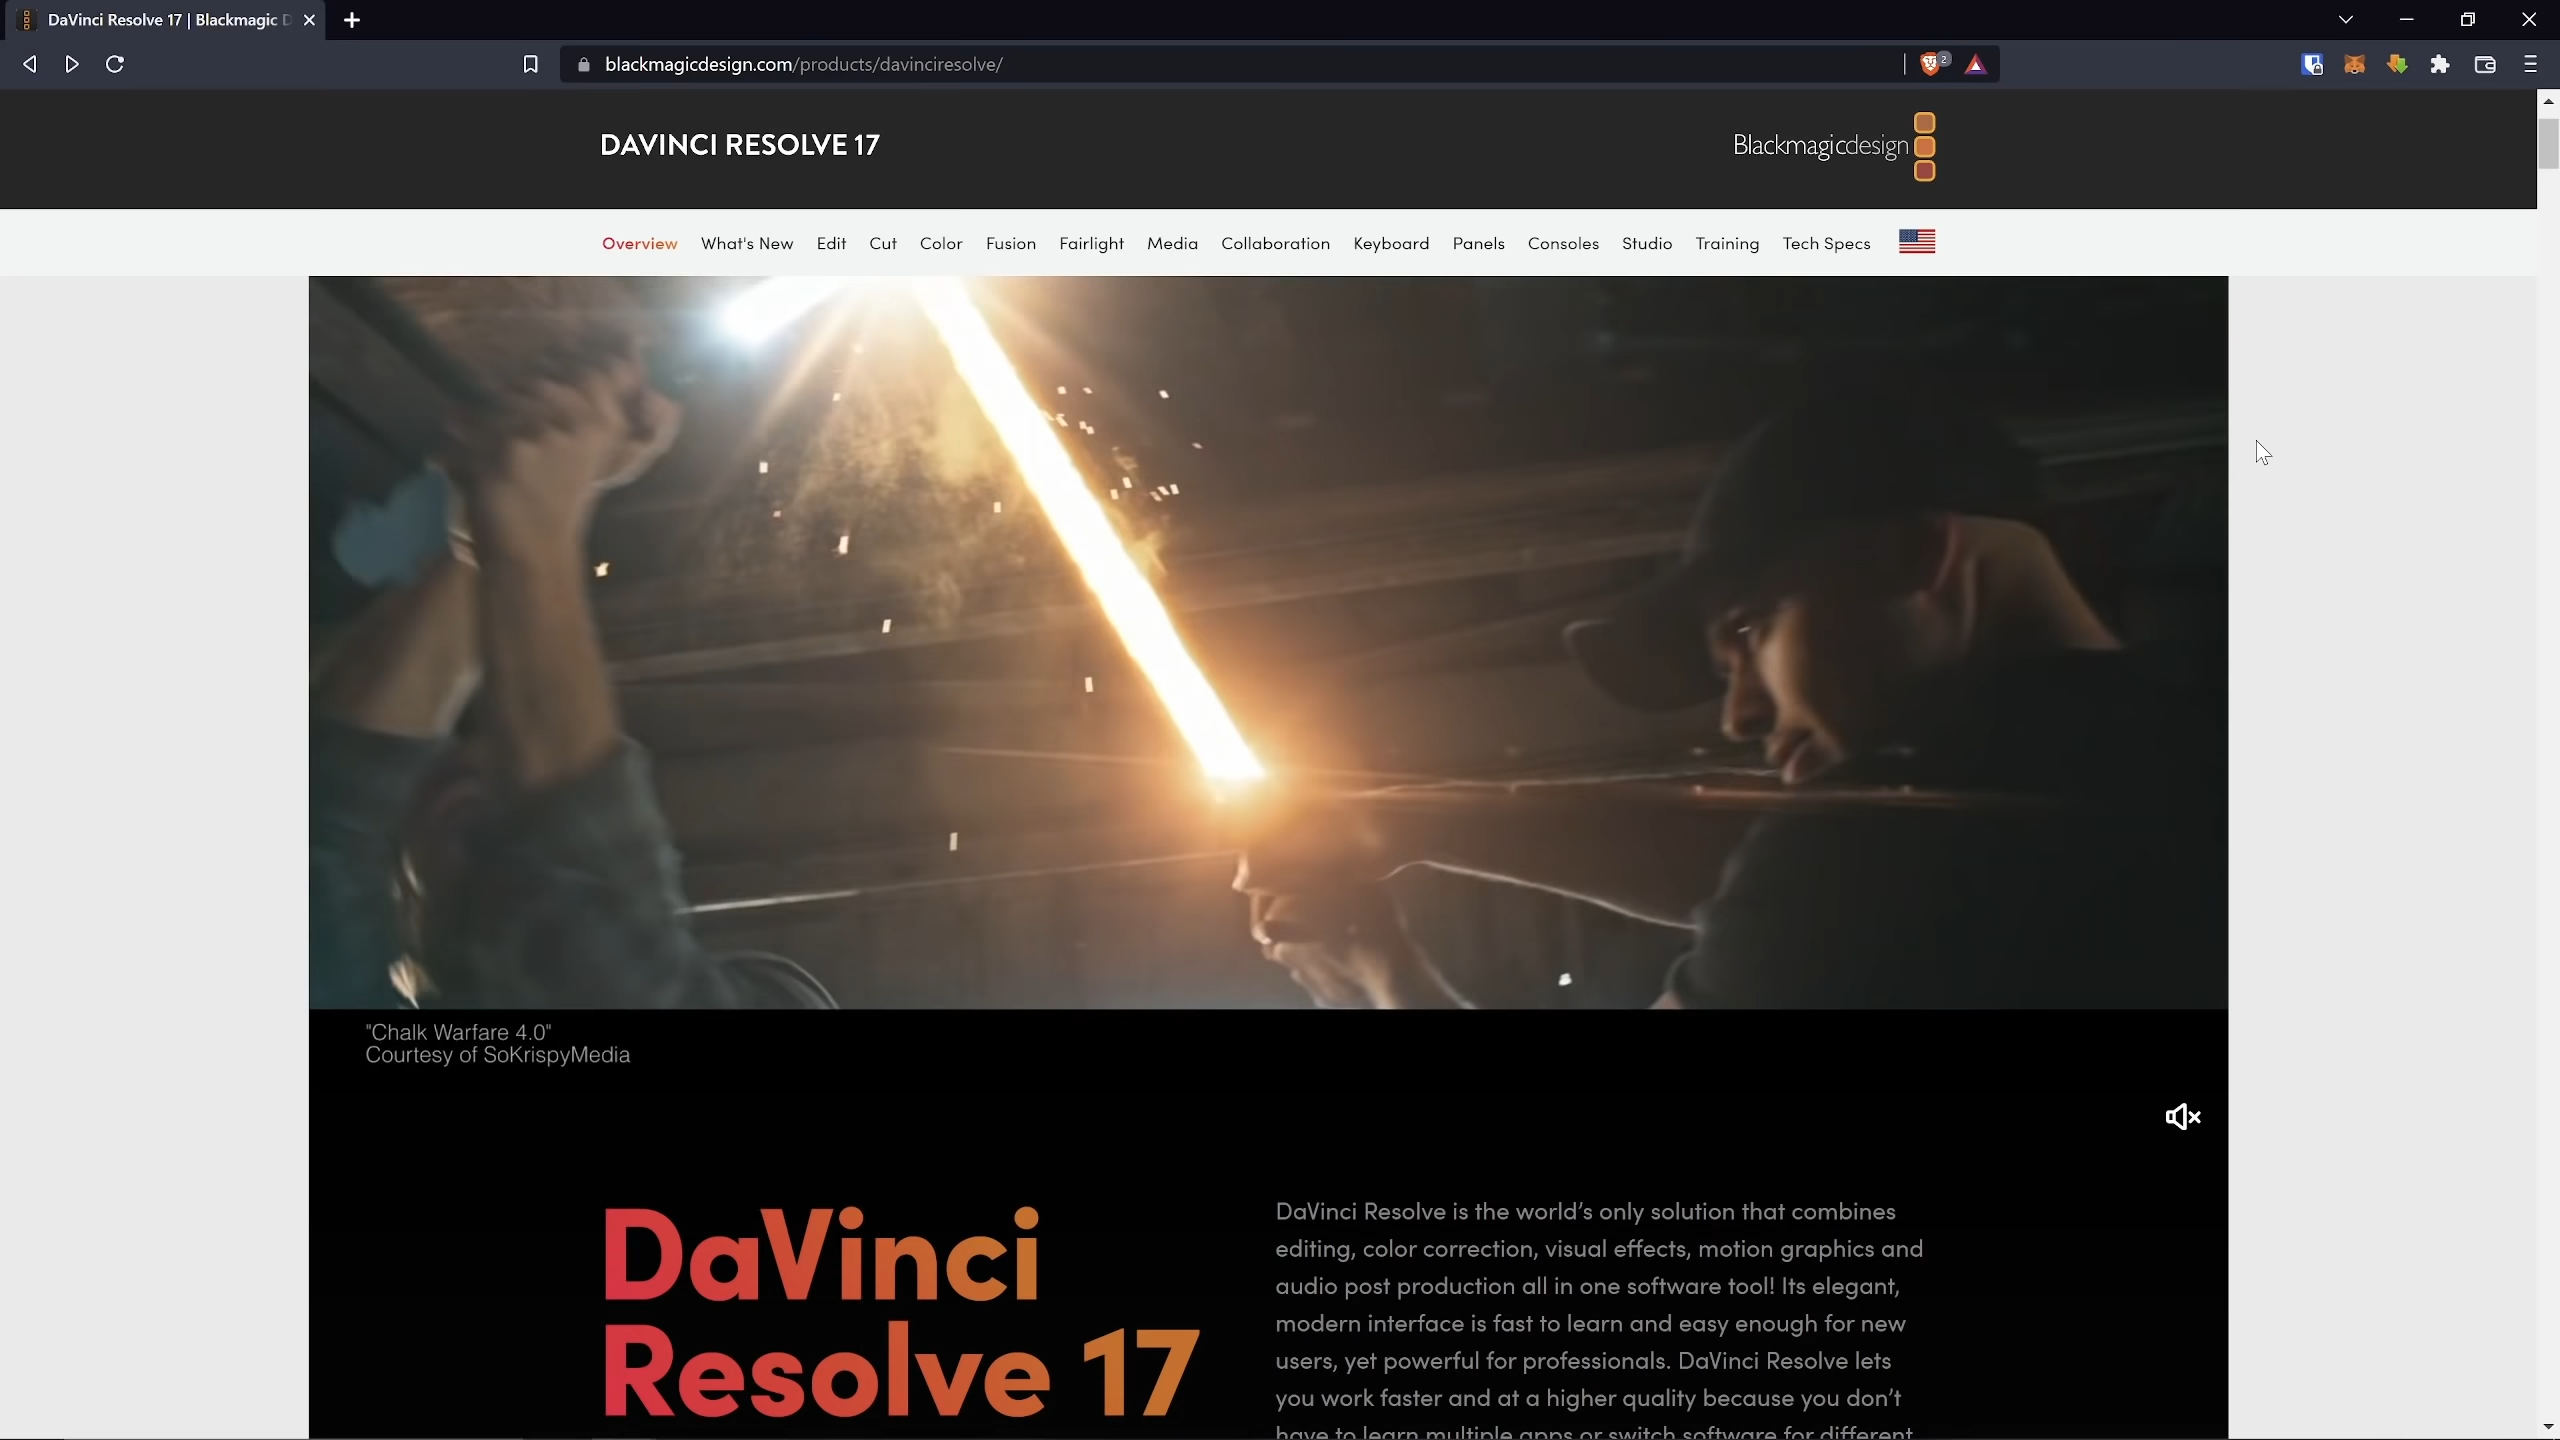 DaVinci Resolve 17 | Blackmagic D
blackmagicdesign.com/products/davinciresolve/
2
DAVINCI RESOLVE 17
Blackmagicdesign
Overview What's New Edit Cut Color Fusion Fairlight Media Collaboration Keyboard Panels Consoles Studio Training Tech Specs
"Chalk Warfare 4.0"
Courtesy of SoKrispyMedia
DaVinci
Resolve 17
DaVinci Resolve is the world’s only solution that combines
editing, color correction, visual effects, motion graphics and
audio post production all in one software tool! Its elegant,
modern interface is fast to learn and easy enough for new
users, yet powerful for professionals. DaVinci Resolve lets
you work faster and at a higher quality because you don’t
have to learn multiple apps or switch software for different